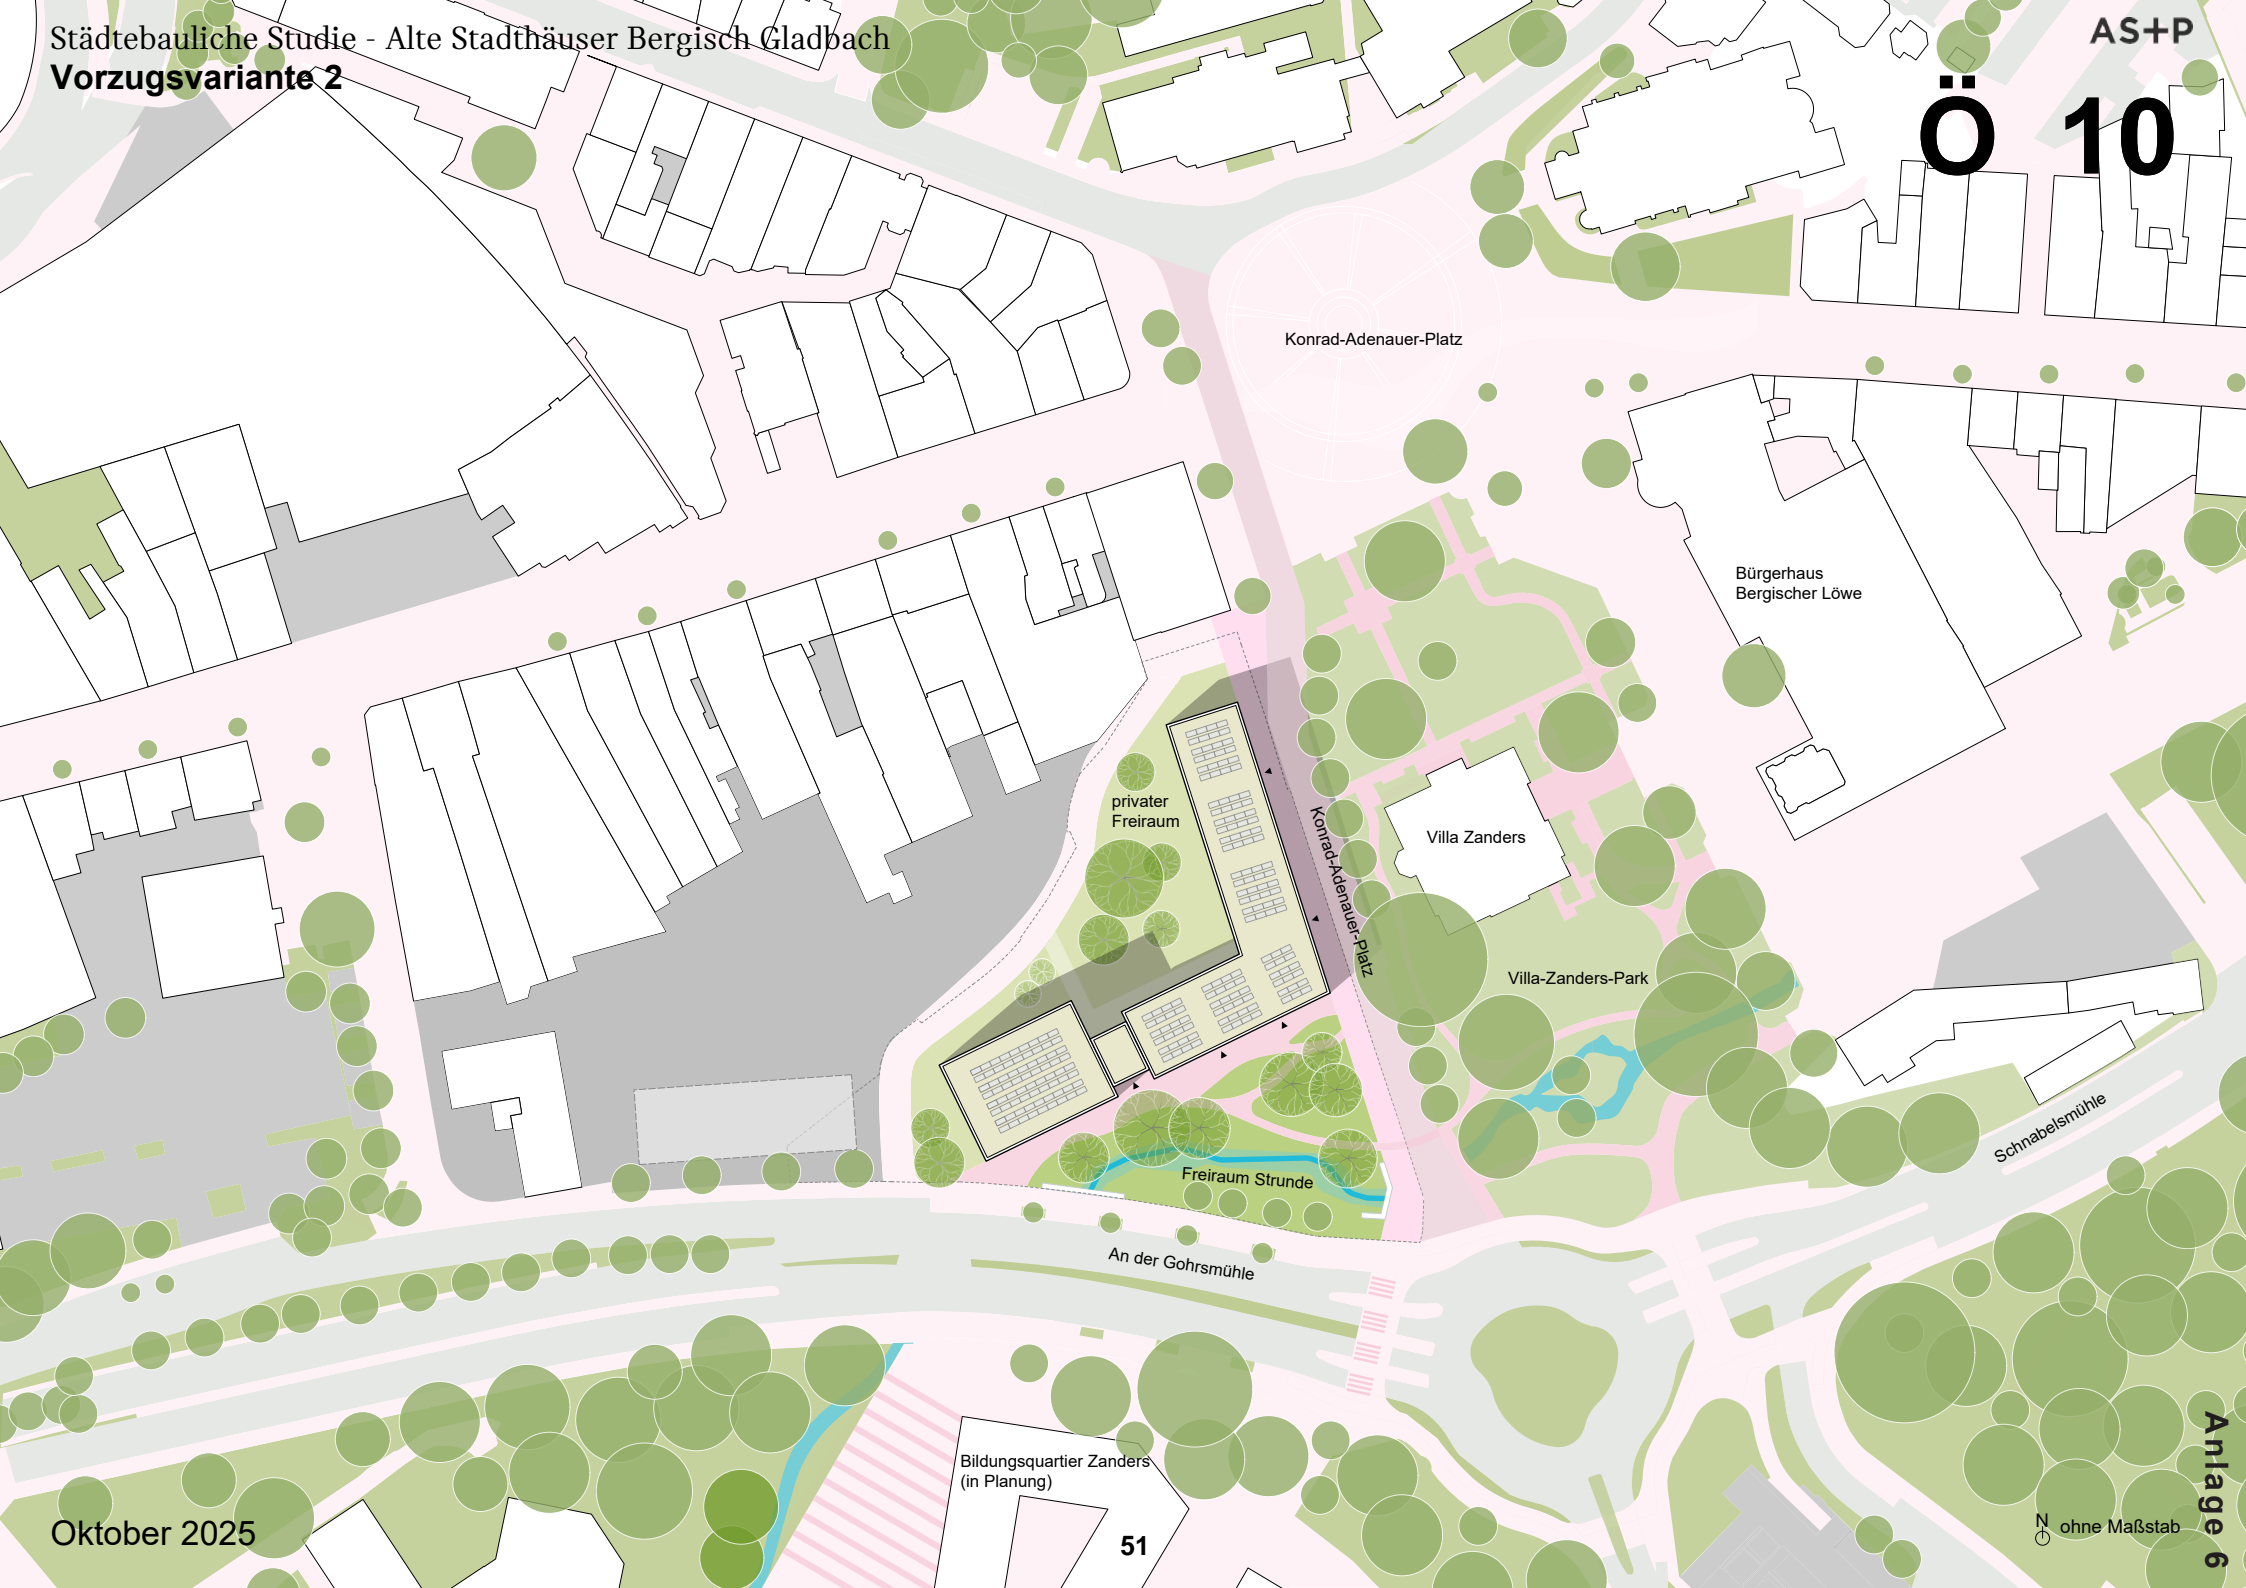 Städtebauliche Studie - Alte Stadthäuser Bergisch Gladbach
Vorzugsvariante 2
AS+P
Ö 10
Konrad-Adenauer-Platz
Bürgerhaus
Bergischer Löwe
privater
Freiraum
Konrad-Adenauer-Platz
Villa Zanders
Villa-Zanders-Park
Freiraum Strunde
Schnabelsmühle
An der Gohrsmühle
Bildungsquartier Zanders
(in Planung)
Oktober 2025
51
N
ohne Maßstab
Anlage 6